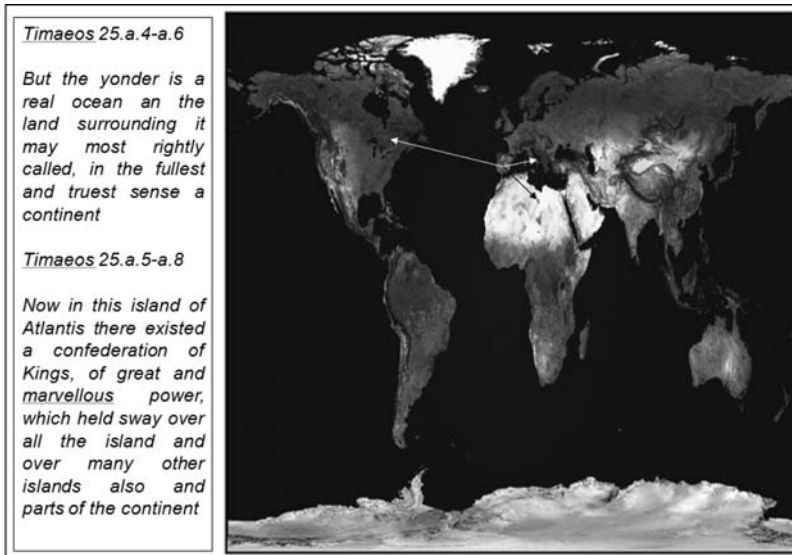 Timaeos 25.a.4-a.6
But the yonder is a
real ocean an the
land surrounding it
may most rightly
called, in the fullest
and truest sense a
continent
Timaeos 25.a.5-a.8
Now in this island of
Atlantis there existed
a confederation of
Kings, of great and
marvellous power,
which held sway over
all the island and
over many other
islands also and
parts of the continent